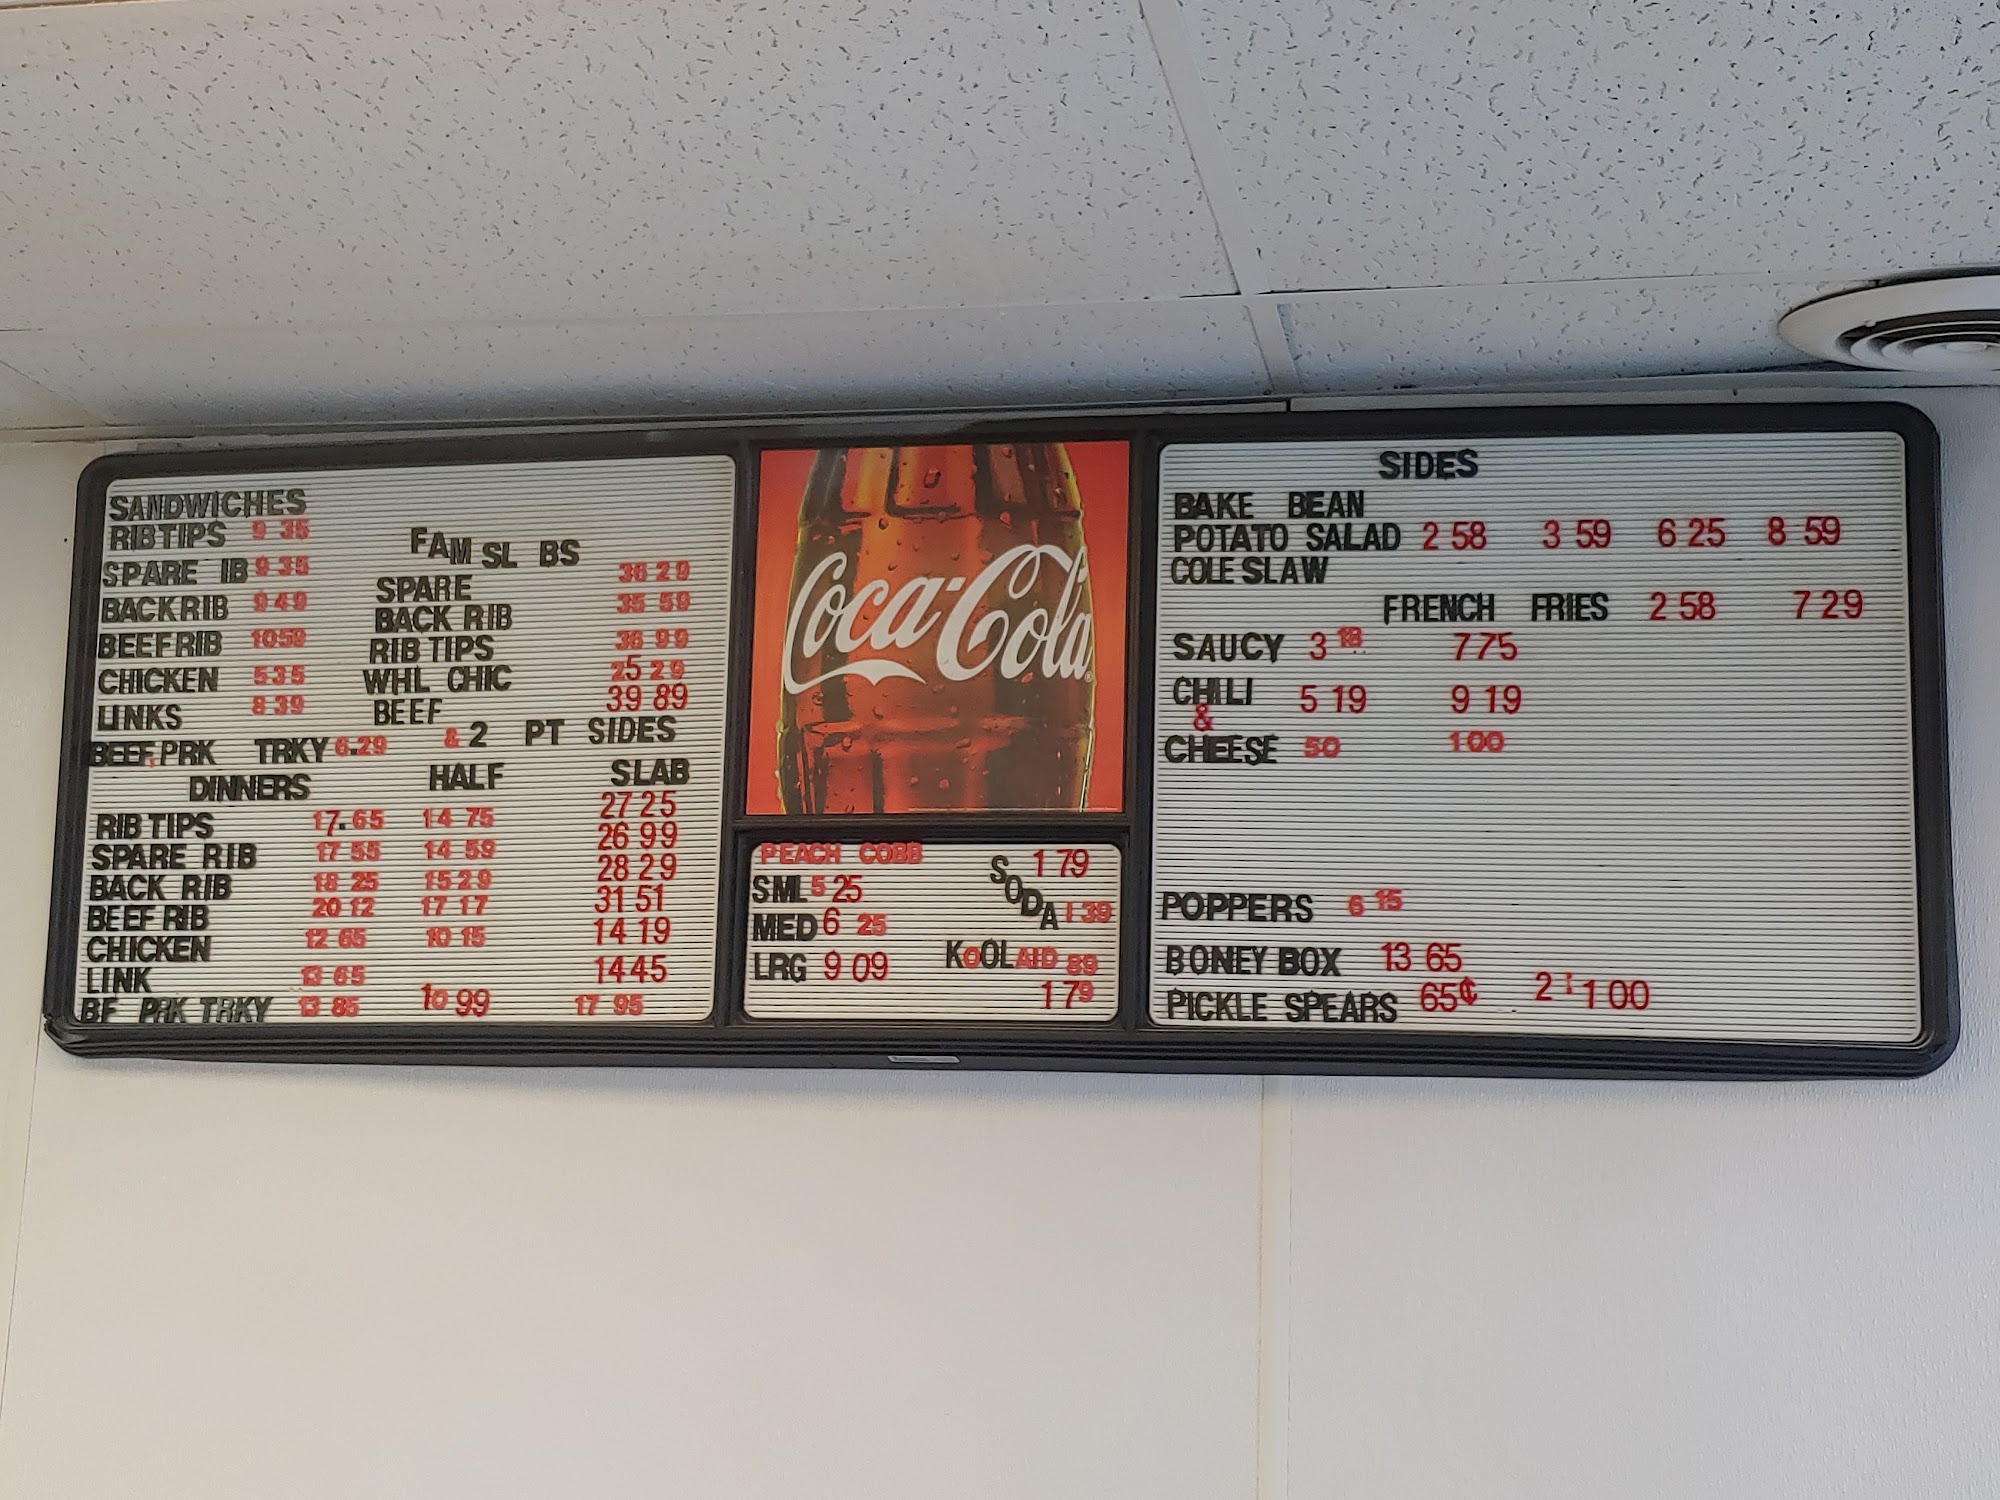 SANDWICHES
RIBTIPS 9 35
SPARE IB 9 35
BACK RIB 9 49
BEEF RIB 10 59
CHICKEN 5 35
LINKS 8 39
BEEF, PRK TRKY 6.29
FAM SL BS
SPARE 36 29
BACK RIB 35 59
RIB TIPS 36 99
WHL CHIC 25 29
BEEF 39 89
& 2 PT SIDES
DINNERS HALF SLAB
RIB TIPS 17.65 14 75 27 25
SPARE RIB 17 55 14 59 26 99
BACK RIB 18 25 15 29 28 29
BEEF RIB 20 12 17 17 31 51
CHICKEN 12 65 10 15 14 19
LINK 13 65 14 45
BF PRK TRKY 13 85 10 99 17 95
Coca-Cola
PEACH COBB
SML 5 25
MED 6 25
LRG 9 09
SODA 1 79
1 39
KOOLAID 89
1 79
SIDES
BAKE BEAN
POTATO SALAD 2 58 3 59 6 25 8 59
COLE SLAW
FRENCH FRIES 2 58 7 29
SAUCY 3 18 7 75
CHILI 5 19 9 19
&
CHEESE 50 1 00
POPPERS 6 15
BONEY BOX 13 65
PICKLE SPEARS 65¢ 2 : 1 00